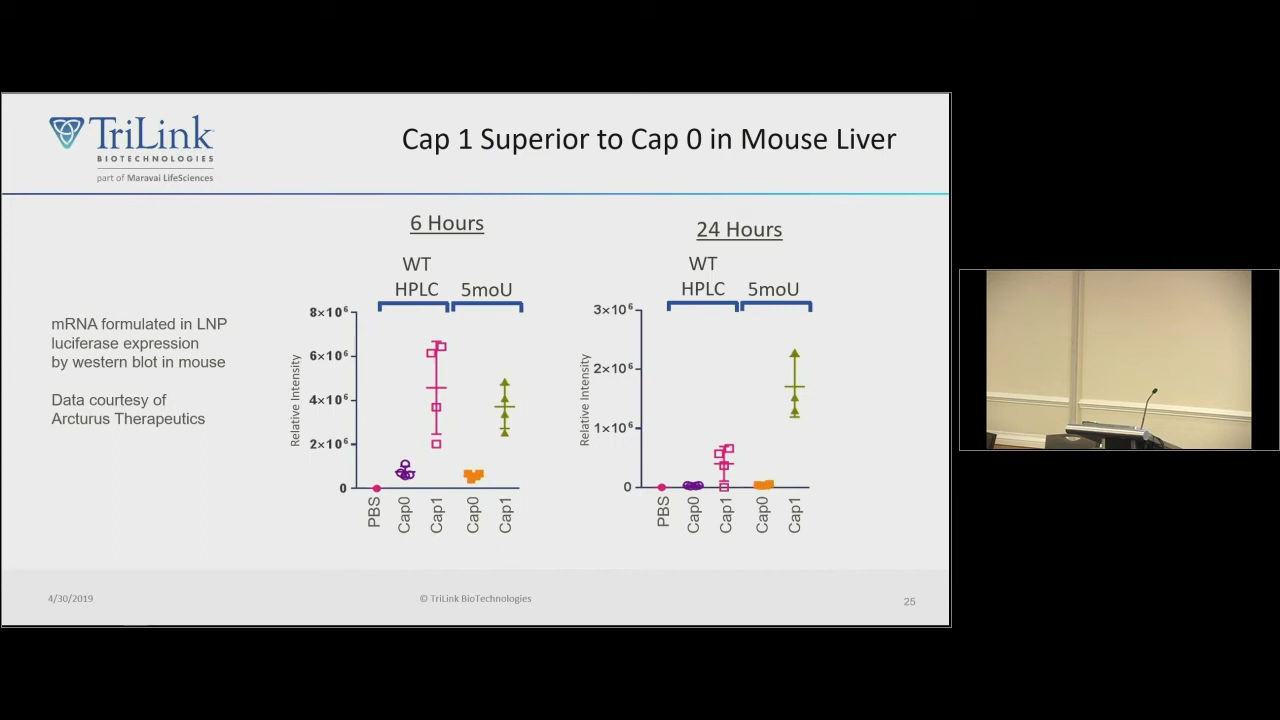 TriLink
BIOTECHNOLOGIES
part of Maravai LifeSciences
Cap 1 Superior to Cap 0 in Mouse Liver
mRNA formulated in LNP
luciferase expression
by western blot in mouse
Data courtesy of
Arcturus Therapeutics
6 Hours
WT
HPLC
5moU
Relative Intensity
8×10⁶
6×10⁶
4×10⁶
2×10⁶
0
PBS
Cap0
Cap1
Cap0
Cap1
24 Hours
WT
HPLC
5moU
Relative Intensity
3×10⁶
2×10⁶
1×10⁶
0
PBS
Cap0
Cap1
Cap0
Cap1
4/30/2019
© TriLink BioTechnologies
25